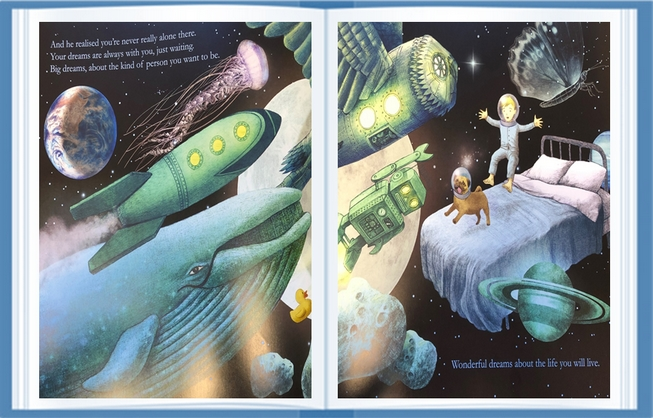 And he realised you're never really alone there.
Your dreams are always with you, just waiting.
Big dreams, about the kind of person you want to be.
Wonderful dreams about the life you will live.